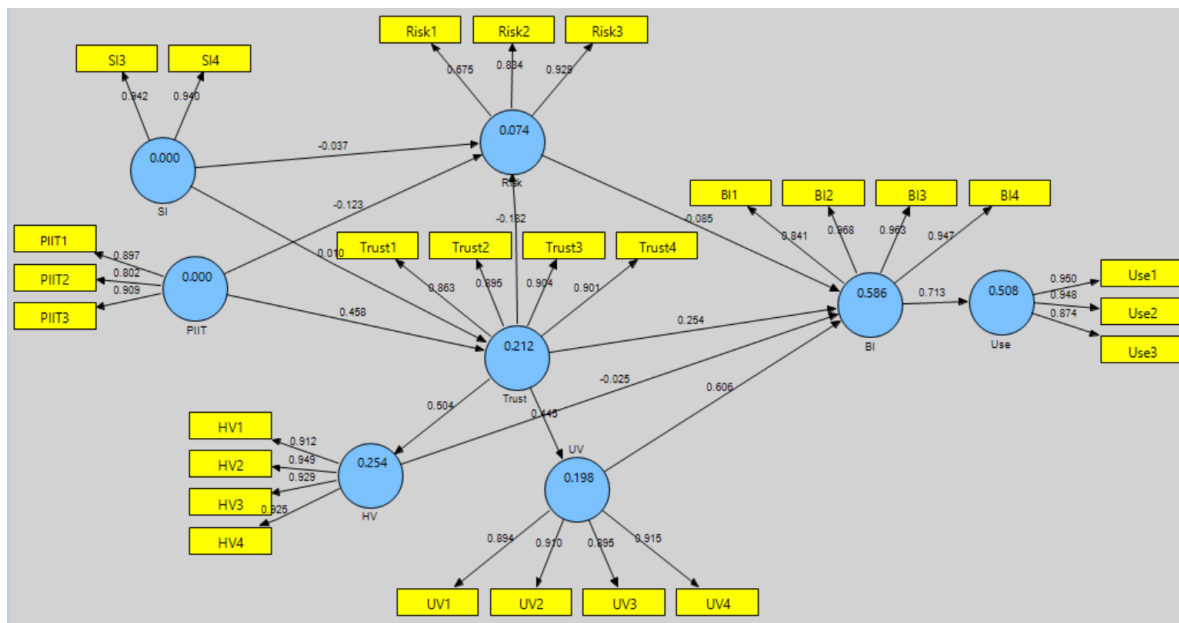 Risk1
Risk2
Risk3
SI3
SI4
0.675
0.834
0.929
0.942
0.940
0.074
Risk
0.000
SI
-0.037
-0.123
-0.182
0.085
0.010
BI1
BI2
BI3
BI4
0.841
0.968
0.963
0.947
PIIT1
PIIT2
PIIT3
0.897
0.802
0.909
0.000
PIIT
0.458
Trust1
Trust2
Trust3
Trust4
0.863
0.895
0.904
0.901
0.212
Trust
0.254
-0.025
0.606
0.586
BI
0.713
0.508
Use
0.950
0.948
0.874
Use1
Use2
Use3
0.504
0.445
HV1
HV2
HV3
HV4
0.912
0.949
0.929
0.925
0.254
HV
UV
0.198
0.894
0.910
0.895
0.915
UV1
UV2
UV3
UV4